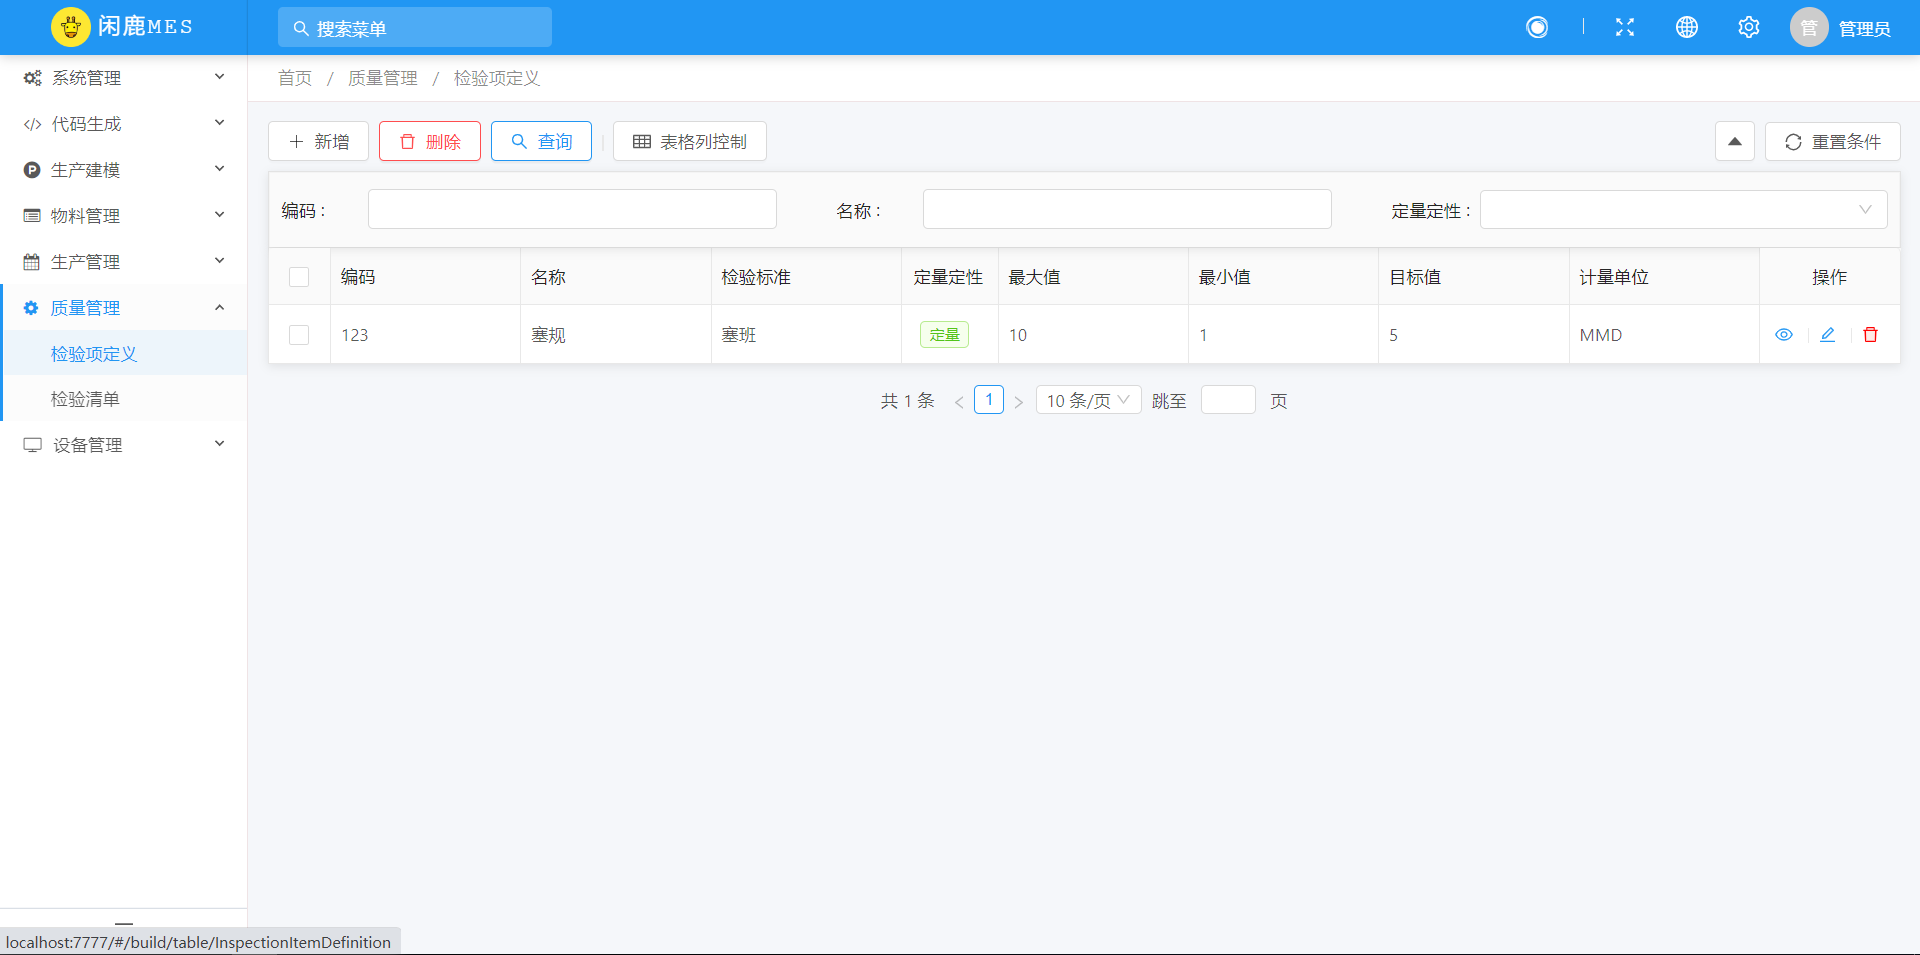 闲鹿MES
搜索菜单
管 管理员
系统管理
代码生成
生产建模
物料管理
生产管理
质量管理
检验项定义
检验清单
设备管理
首页 / 质量管理 / 检验项定义
新增 删除 查询 表格列控制 重置条件
编码 : 名称 : 定量定性 :
编码 名称 检验标准 定量定性 最大值 最小值 目标值 计量单位 操作
123 塞规 塞班 定量 10 1 5 MMD
共 1 条 < 1 > 10 条/页 跳至 页
localhost:7777/#/build/table/InspectionItemDefinition